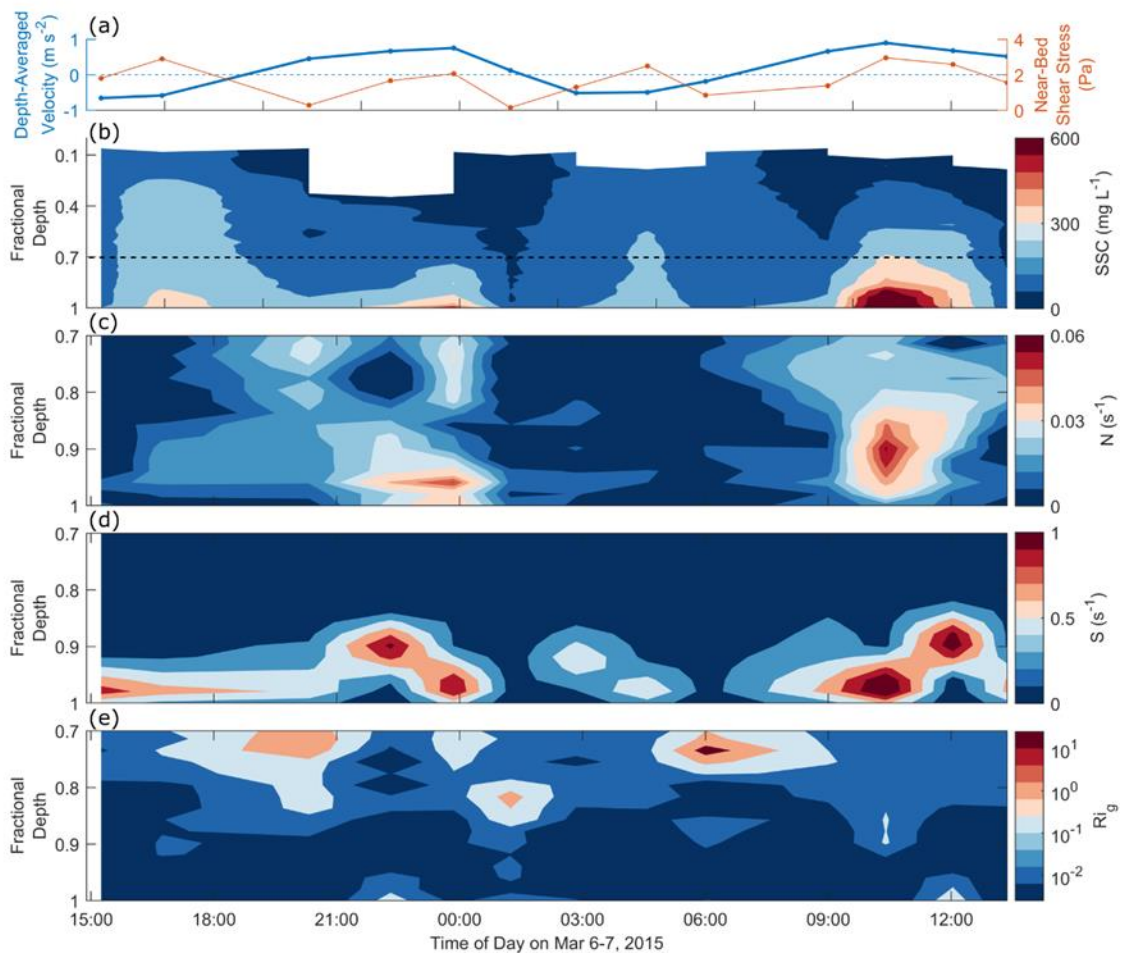 (a)
Depth-Averaged
Velocity (m s⁻²)
1
0
-1
4
2
0
Near-Bed
Shear Stress
(Pa)
(b)
Fractional
Depth
0.1
0.4
0.7
1
600
300
0
SSC (mg L⁻¹)
(c)
Fractional
Depth
0.7
0.8
0.9
1
0.06
0.03
0
N (s⁻¹)
(d)
Fractional
Depth
0.7
0.8
0.9
1
1
0.5
0
S (s⁻¹)
(e)
Fractional
Depth
0.7
0.8
0.9
1
10¹
10⁰
10⁻¹
10⁻²
Ri_g
15:00 18:00 21:00 00:00 03:00 06:00 09:00 12:00
Time of Day on Mar 6-7, 2015